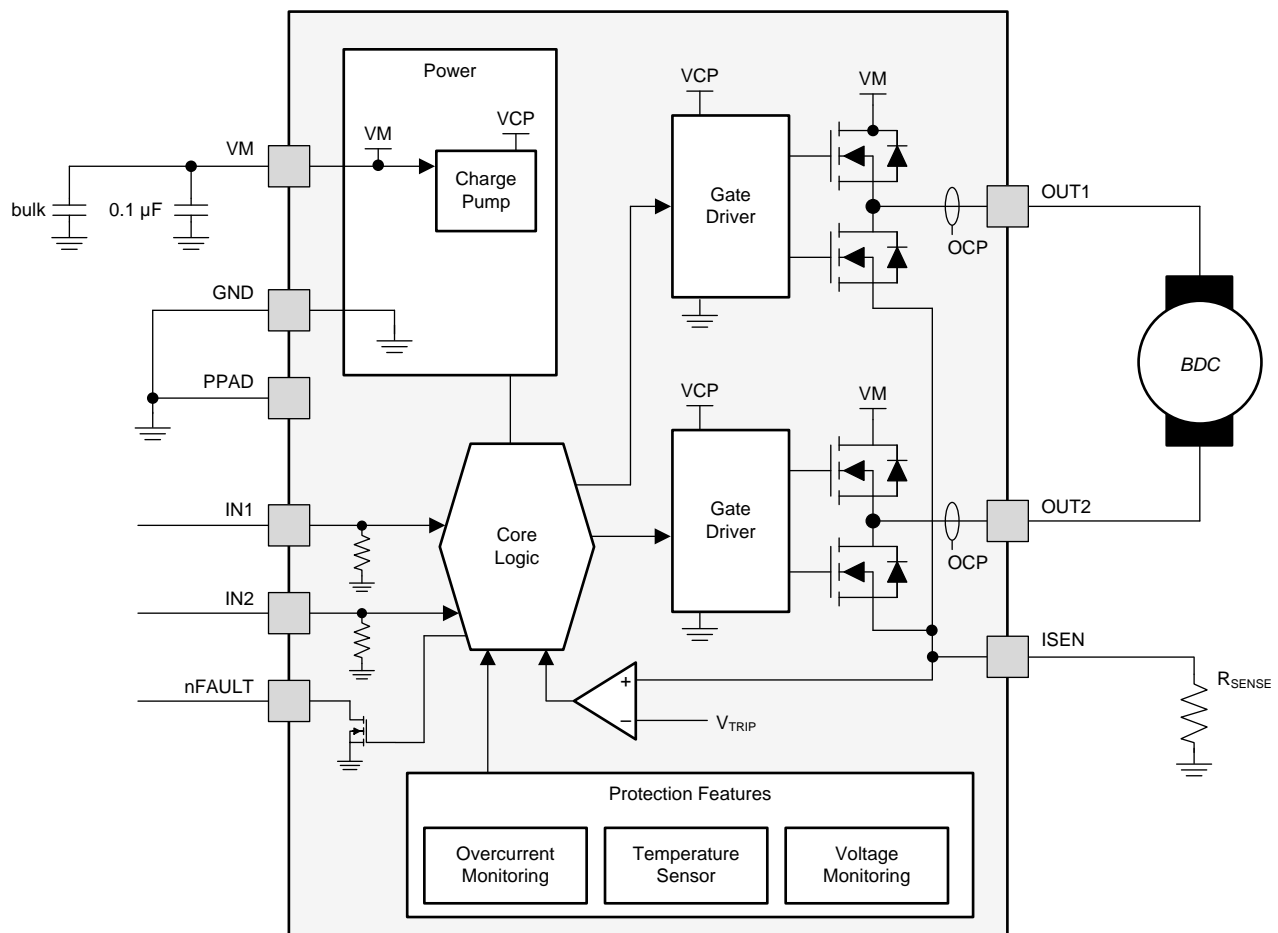 Power
VCP
VM
VM
Charge
Pump
bulk
0.1 µF
GND
PPAD
VCP
VM
Gate
Driver
OUT1
OCP
BDC
VCP
VM
Gate
Driver
OUT2
OCP
IN1
Core
Logic
IN2
nFAULT
ISEN
RSENSE
+
−
VTRIP
Protection Features
Overcurrent
Monitoring
Temperature
Sensor
Voltage
Monitoring